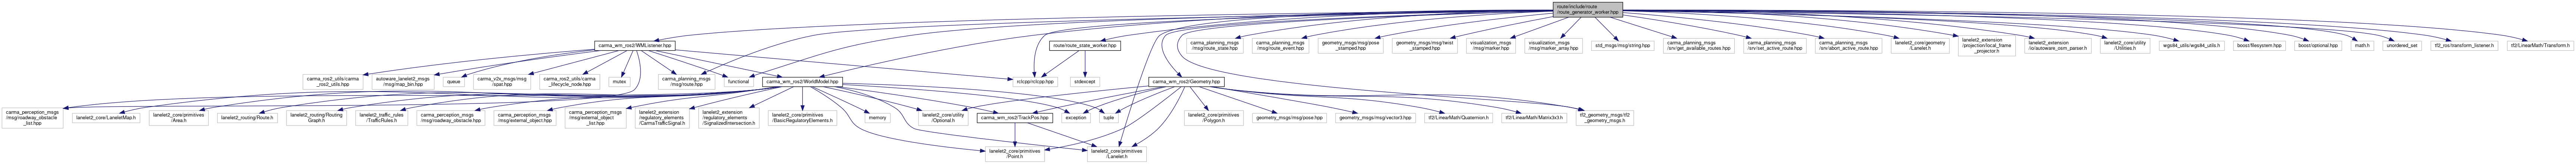 route/include/route
/route_generator_worker.hpp
carma_wm_ros2/WMListener.hpp
route/route_state_worker.hpp
carma_planning_msgs
/msg/route_state.hpp
carma_planning_msgs
/msg/route_event.hpp
geometry_msgs/msg/pose
_stamped.hpp
geometry_msgs/msg/twist
_stamped.hpp
visualization_msgs
/msg/marker.hpp
visualization_msgs
/msg/marker_array.hpp
std_msgs/msg/string.hpp
carma_planning_msgs
/srv/get_available_routes.hpp
carma_planning_msgs
/srv/set_active_route.hpp
carma_planning_msgs
/srv/abort_active_route.hpp
lanelet2_core/geometry
/Lanelet.h
lanelet2_extension
/projection/local_frame
_projector.h
lanelet2_extension
/io/autoware_osm_parser.h
lanelet2_core/utility
/Utilities.h
wgs84_utils/wgs84_utils.h
boost/filesystem.hpp
boost/optional.hpp
math.h
unordered_set
tf2_ros/transform_listener.h
tf2/LinearMath/Transform.h
carma_ros2_utils/carma
_ros2_utils.hpp
autoware_lanelet2_msgs
/msg/map_bin.hpp
queue
carma_v2x_msgs/msg
/spat.hpp
carma_ros2_utils/carma
_lifecycle_node.hpp
mutex
carma_planning_msgs
/msg/route.hpp
functional
carma_wm_ros2/WorldModel.hpp
rclcpp/rclcpp.hpp
stdexcept
carma_wm_ros2/Geometry.hpp
carma_perception_msgs
/msg/roadway_obstacle
_list.hpp
lanelet2_core/LaneletMap.h
lanelet2_core/primitives
/Area.h
lanelet2_routing/Route.h
lanelet2_routing/Routing
Graph.h
lanelet2_traffic_rules
/TrafficRules.h
carma_perception_msgs
/msg/roadway_obstacle.hpp
carma_perception_msgs
/msg/external_object.hpp
carma_perception_msgs
/msg/external_object
_list.hpp
lanelet2_extension
/regulatory_elements
/CarmaTrafficSignal.h
lanelet2_extension
/regulatory_elements
/SignalizedIntersection.h
lanelet2_core/primitives
/BasicRegulatoryElements.h
memory
lanelet2_core/utility
/Optional.h
carma_wm_ros2/TrackPos.hpp
exception
tuple
lanelet2_core/primitives
/Polygon.h
geometry_msgs/msg/pose.hpp
geometry_msgs/msg/vector3.hpp
tf2/LinearMath/Quaternion.h
tf2/LinearMath/Matrix3x3.h
tf2_geometry_msgs/tf2
_geometry_msgs.h
lanelet2_core/primitives
/Point.h
lanelet2_core/primitives
/Lanelet.h